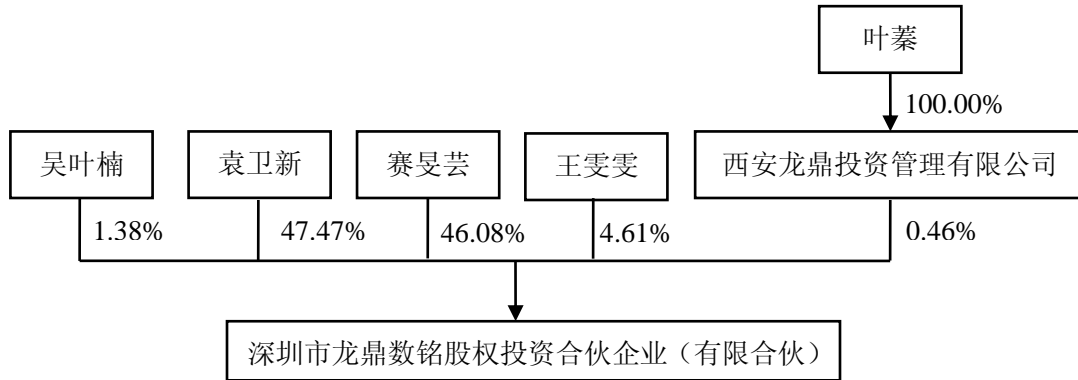 叶蓁
100.00%
吴叶楠
袁卫新
赛旻芸
王雯雯
西安龙鼎投资管理有限公司
1.38%
47.47%
46.08%
4.61%
0.46%
深圳市龙鼎数铭股权投资合伙企业（有限合伙）